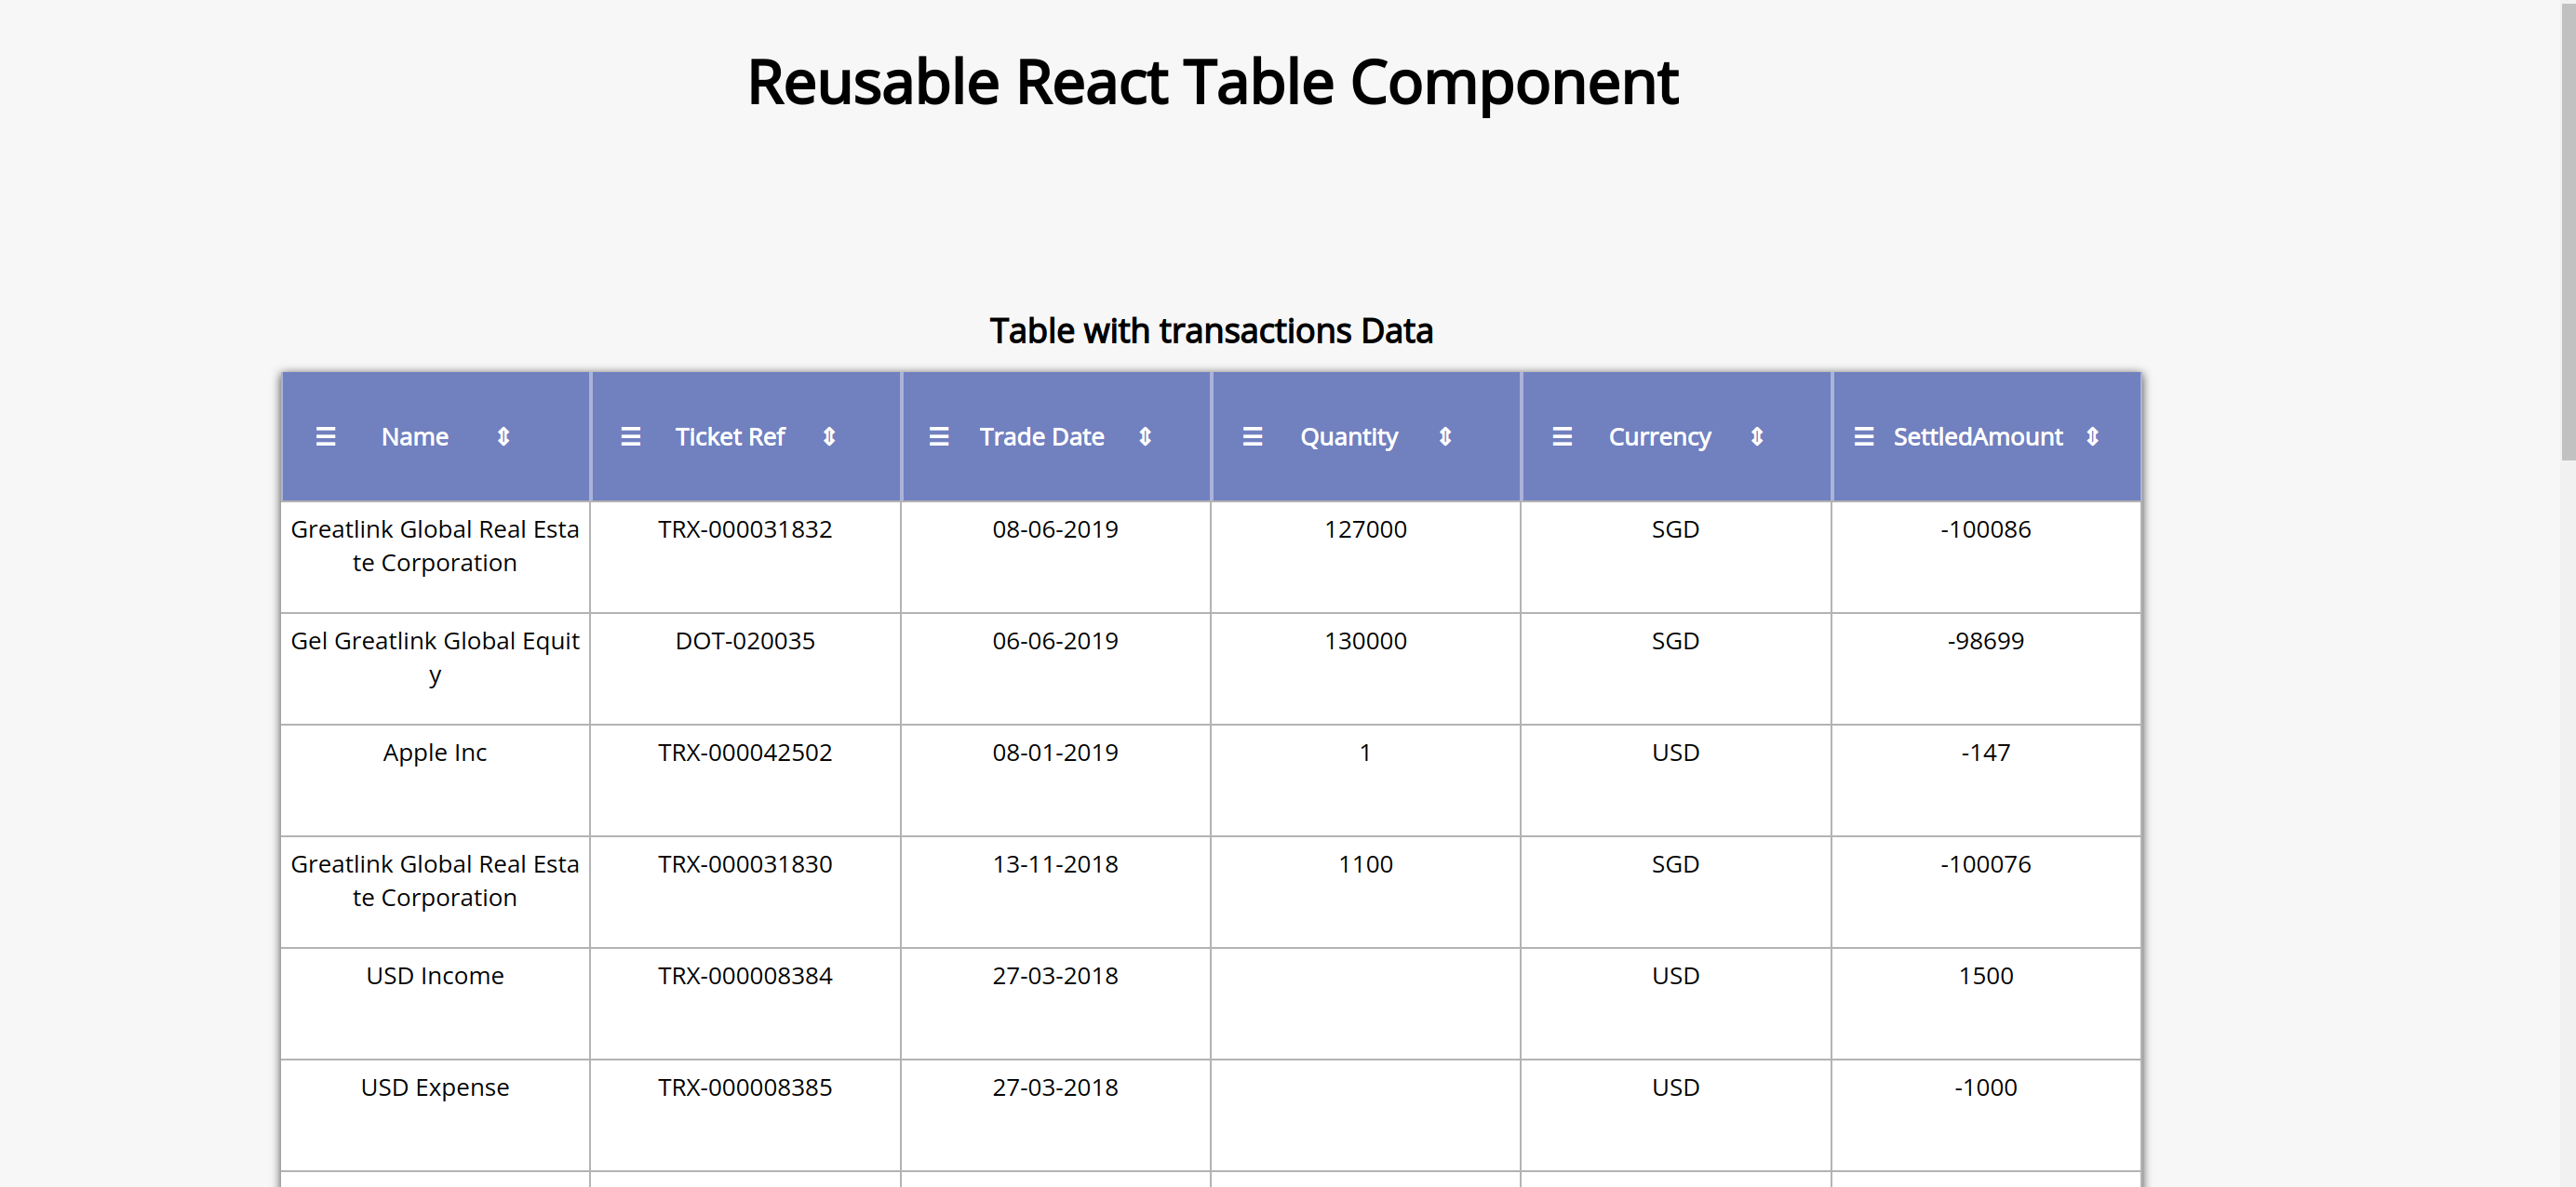 Reusable React Table Component
Table with transactions Data
☰ Name ⇕ ☰ Ticket Ref ⇕ ☰ Trade Date ⇕ ☰ Quantity ⇕ ☰ Currency ⇕ ☰ SettledAmount ⇕
Greatlink Global Real Esta TRX-000031832 08-06-2019 127000 SGD -100086
te Corporation
Gel Greatlink Global Equit DOT-020035 06-06-2019 130000 SGD -98699
y
Apple Inc TRX-000042502 08-01-2019 1 USD -147
Greatlink Global Real Esta TRX-000031830 13-11-2018 1100 SGD -100076
te Corporation
USD Income TRX-000008384 27-03-2018 USD 1500
USD Expense TRX-000008385 27-03-2018 USD -1000